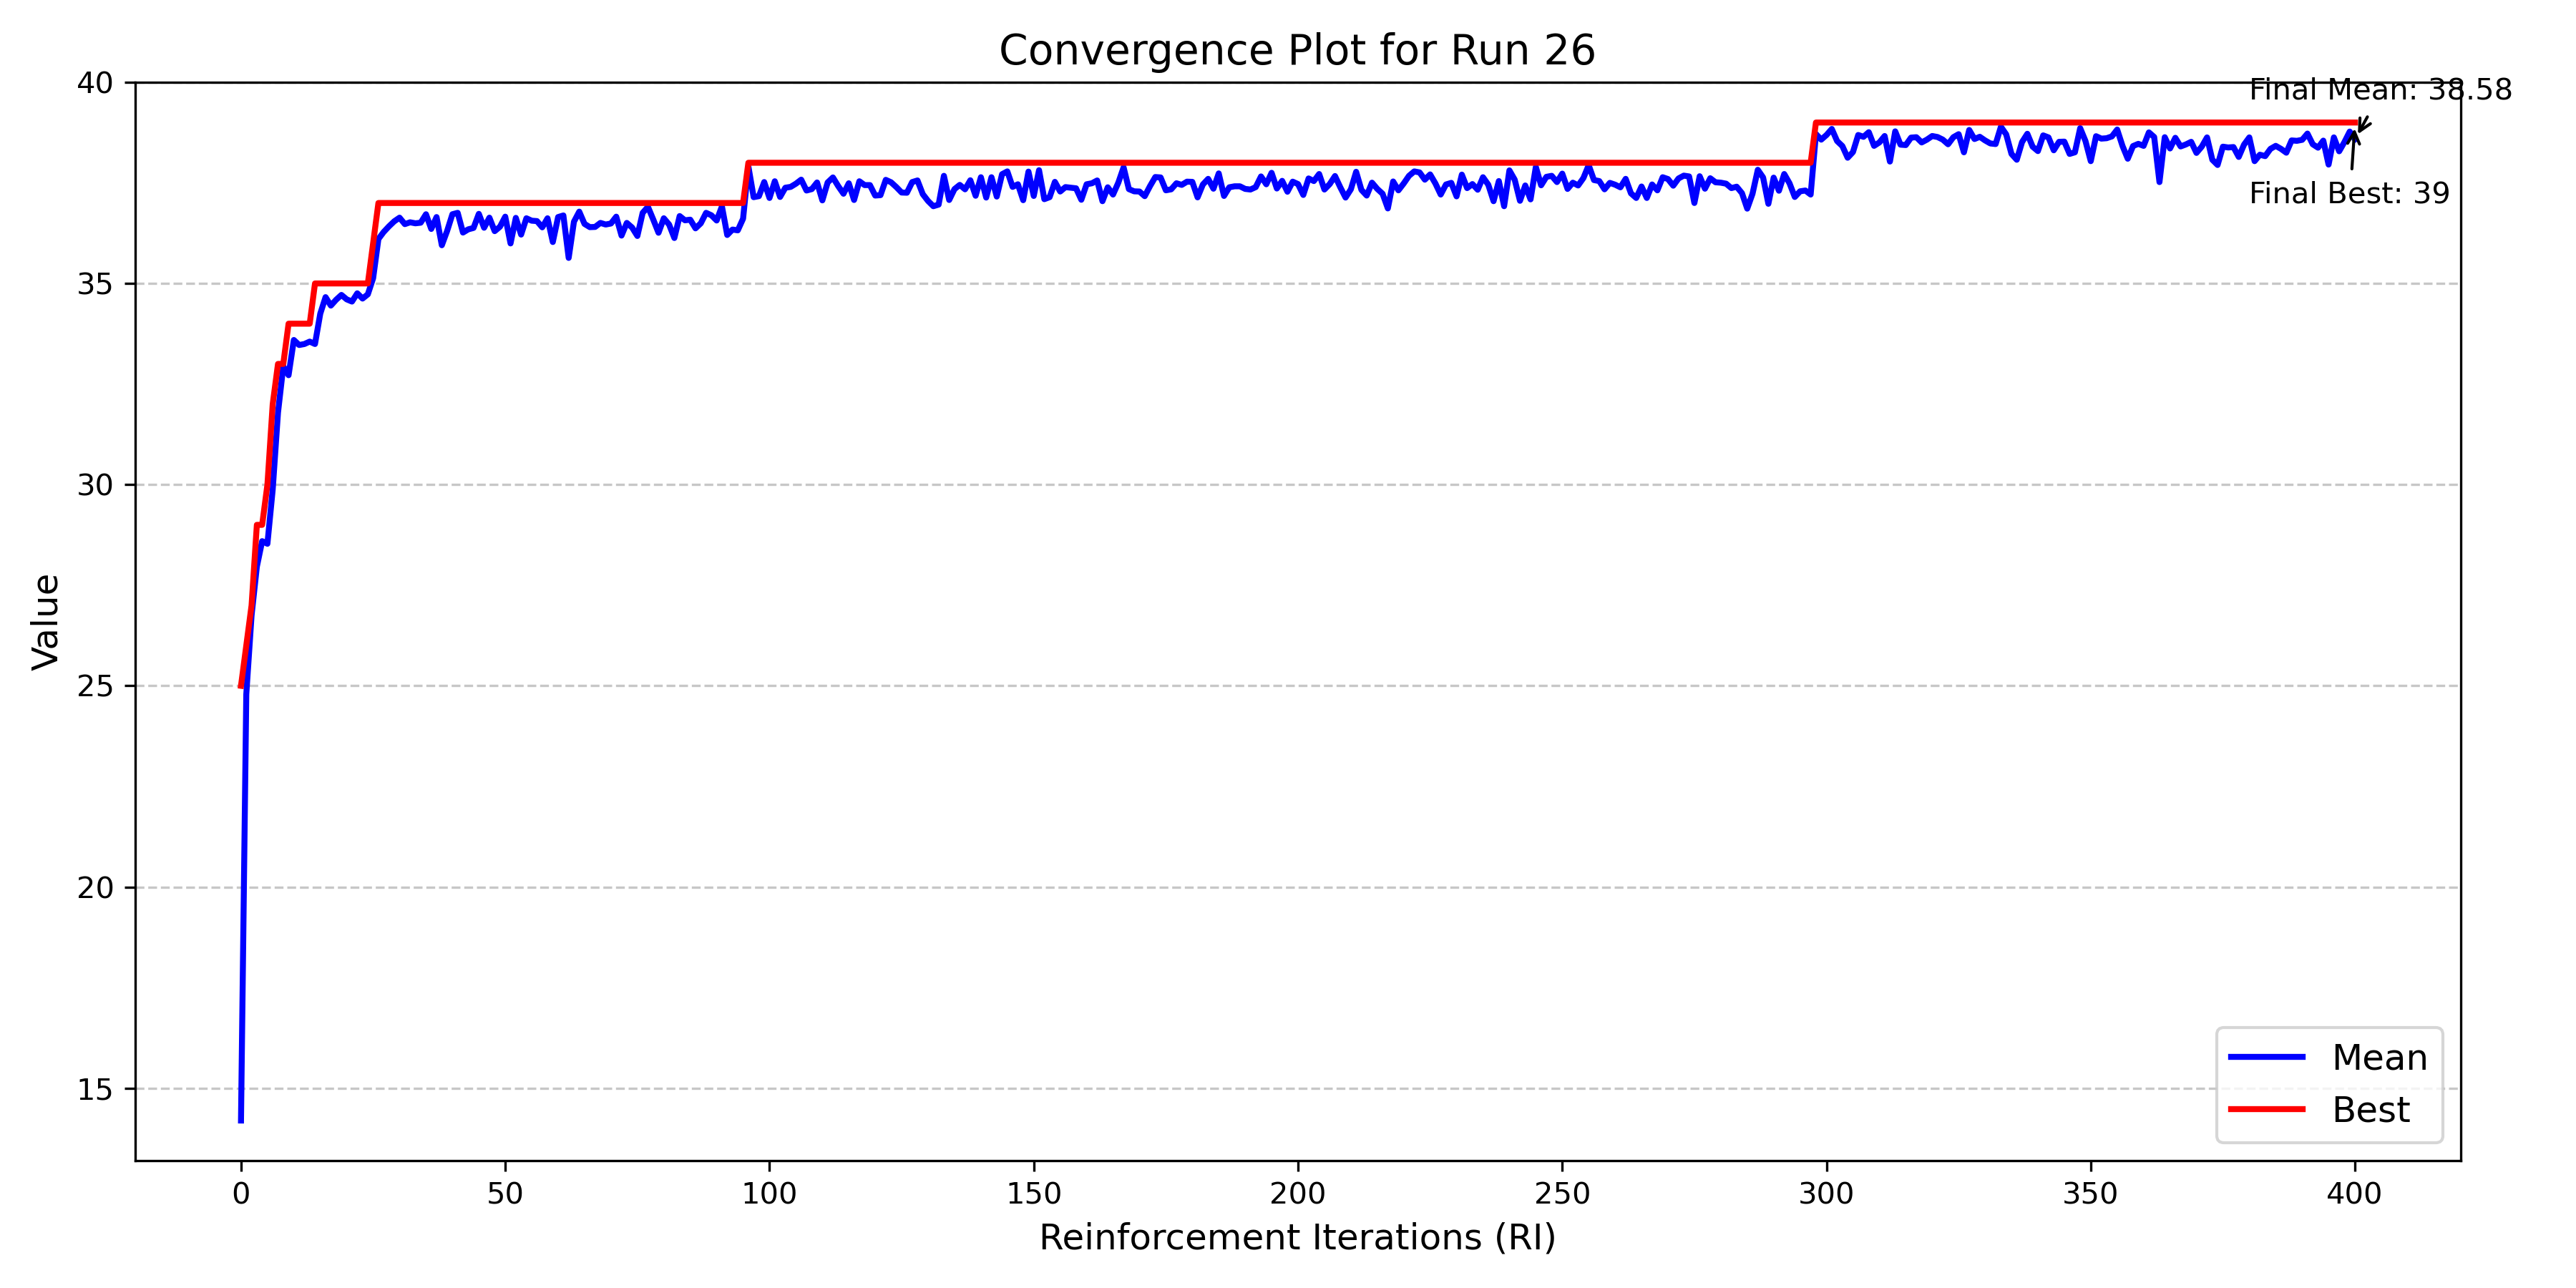 Convergence Plot for Run 26
Final Mean: 38.58
Final Best: 39
40
35
30
25
20
15
Value
0 50 100 150 200 250 300 350 400
Reinforcement Iterations (RI)
Mean
Best